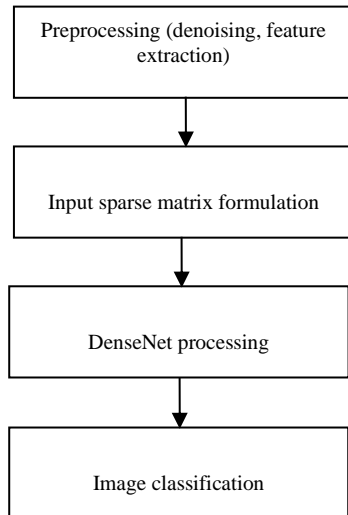 Preprocessing (denoising, feature
extraction)
Input sparse matrix formulation
DenseNet processing
Image classification